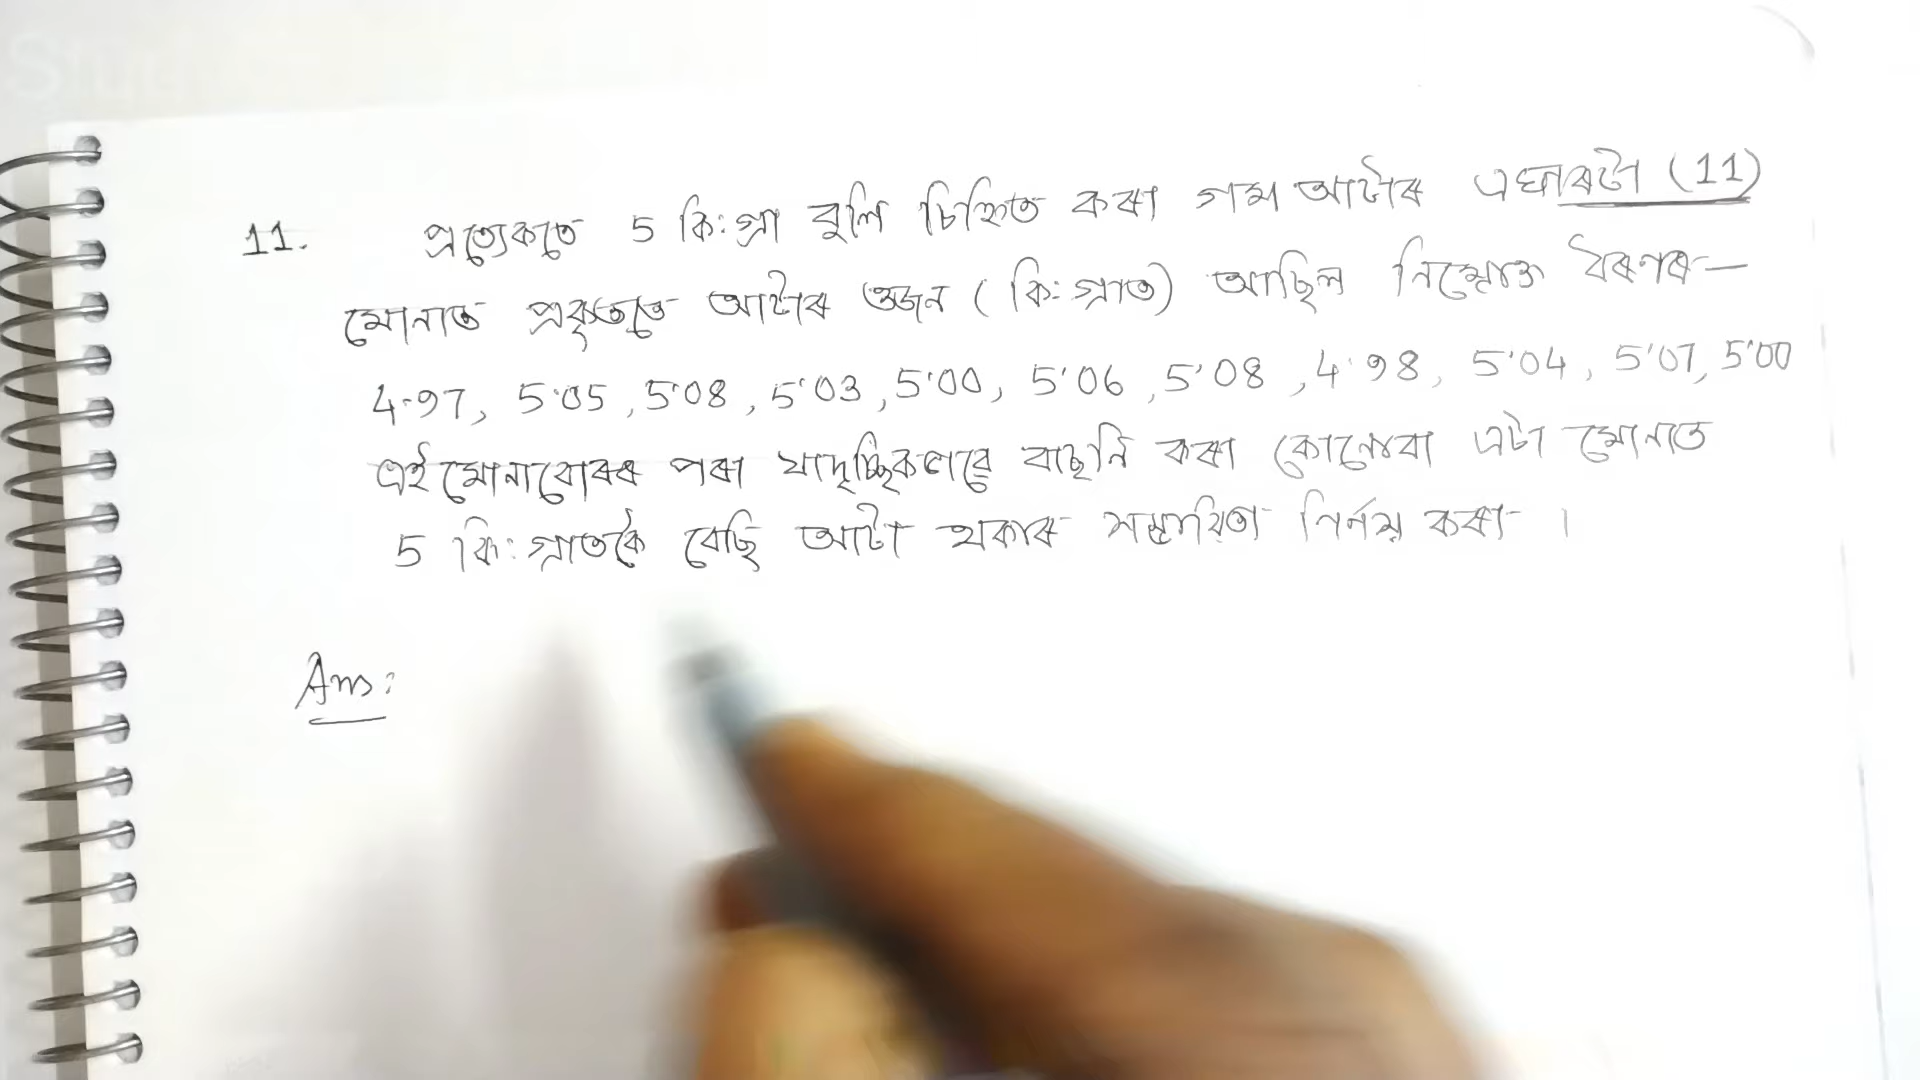 Study
11. প্ৰত্যেকতে 5 কি:গ্ৰা বুলি চিহ্নিত কৰা গম আটাৰ এঘাৰটা (11)
মোনাত প্ৰকৃততে আটাৰ ওজন (কি:গ্ৰাত) আছিল নিম্নোক্ত ধৰণৰ—
4.97, 5.05, 5.08, 5.03, 5.00, 5.06, 5.08, 4.98, 5.04, 5.07, 5.00
এই মোনাবোৰৰ পৰা যাদৃচ্ছিকভাৱে বাছনি কৰা কোনোবা এটা মোনাত
5 কি:গ্ৰাতকৈ বেছি আটা থকাৰ সম্ভাৱিতা নিৰ্নয় কৰা ।
Ans: